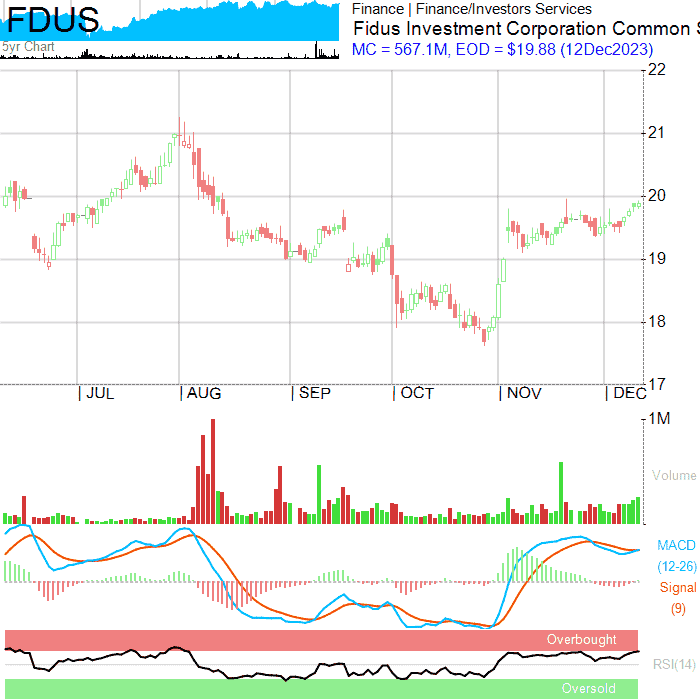 FDUS
5yr Chart
Finance | Finance/Investors Services
Fidus Investment Corporation Common S
MC = 567.1M, EOD = $19.88 (12Dec2023)
22
21
20
19
18
17
| JUL | AUG | SEP | OCT | NOV | DEC
1M
Volume
MACD
(12-26)
Signal
(9)
Overbought
RSI(14)
Oversold